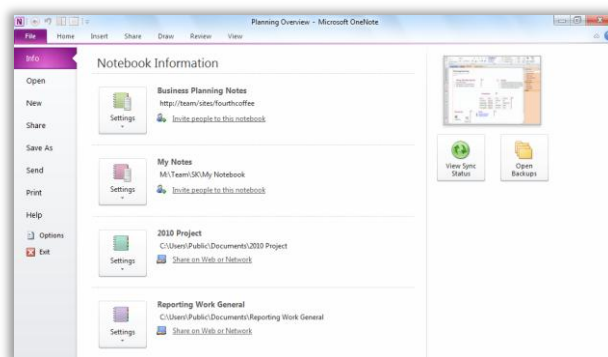 Planning Overview - Microsoft OneNote
File Home Insert Share Draw Review View
Info
Open
New
Share
Save As
Send
Print
Help
Options
Exit
Notebook Information
Settings
Business Planning Notes
http://team/sites/fourthcoffee
Invite people to this notebook
Settings
My Notes
M:\Team\SK\My Notebook
Invite people to this notebook
Settings
2010 Project
C:\Users\Public\Documents\2010 Project
Share on Web or Network
Settings
Reporting Work General
C:\Users\Public\Documents\Reporting Work General
Share on Web or Network
View Sync
Status
Open
Backups